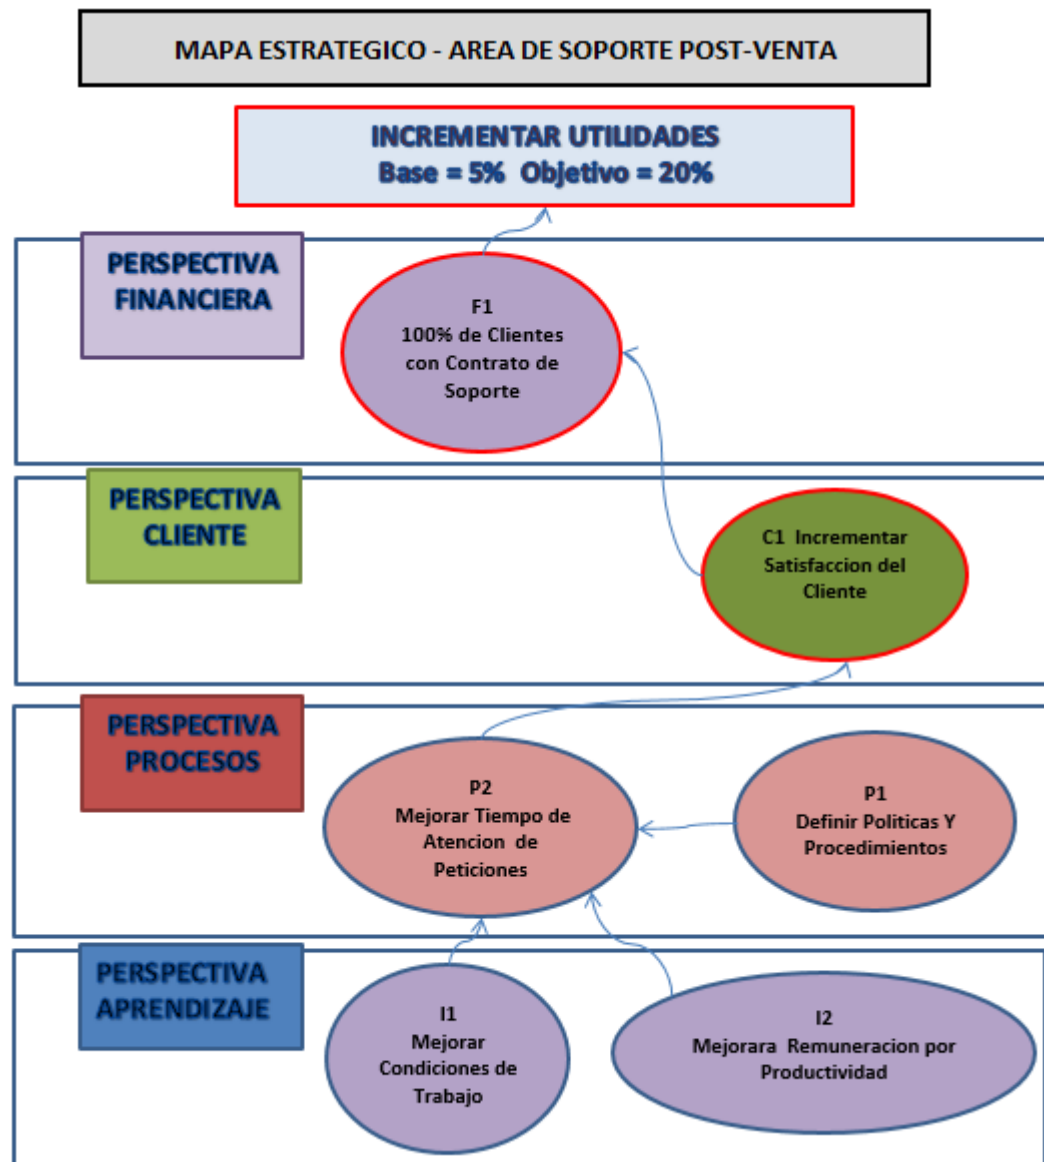 MAPA ESTRATEGICO - AREA DE SOPORTE POST-VENTA
INCREMENTAR UTILIDADES
Base = 5% Objetivo = 20%
PERSPECTIVA
FINANCIERA
F1
100% de Clientes
con Contrato de
Soporte
PERSPECTIVA
CLIENTE
C1 Incrementar
Satisfaccion del
Cliente
PERSPECTIVA
PROCESOS
P2
Mejorar Tiempo de
Atencion de
Peticiones
P1
Definir Politicas Y
Procedimientos
PERSPECTIVA
APRENDIZAJE
I1
Mejorar
Condiciones de
Trabajo
I2
Mejorara Remuneracion por
Productividad